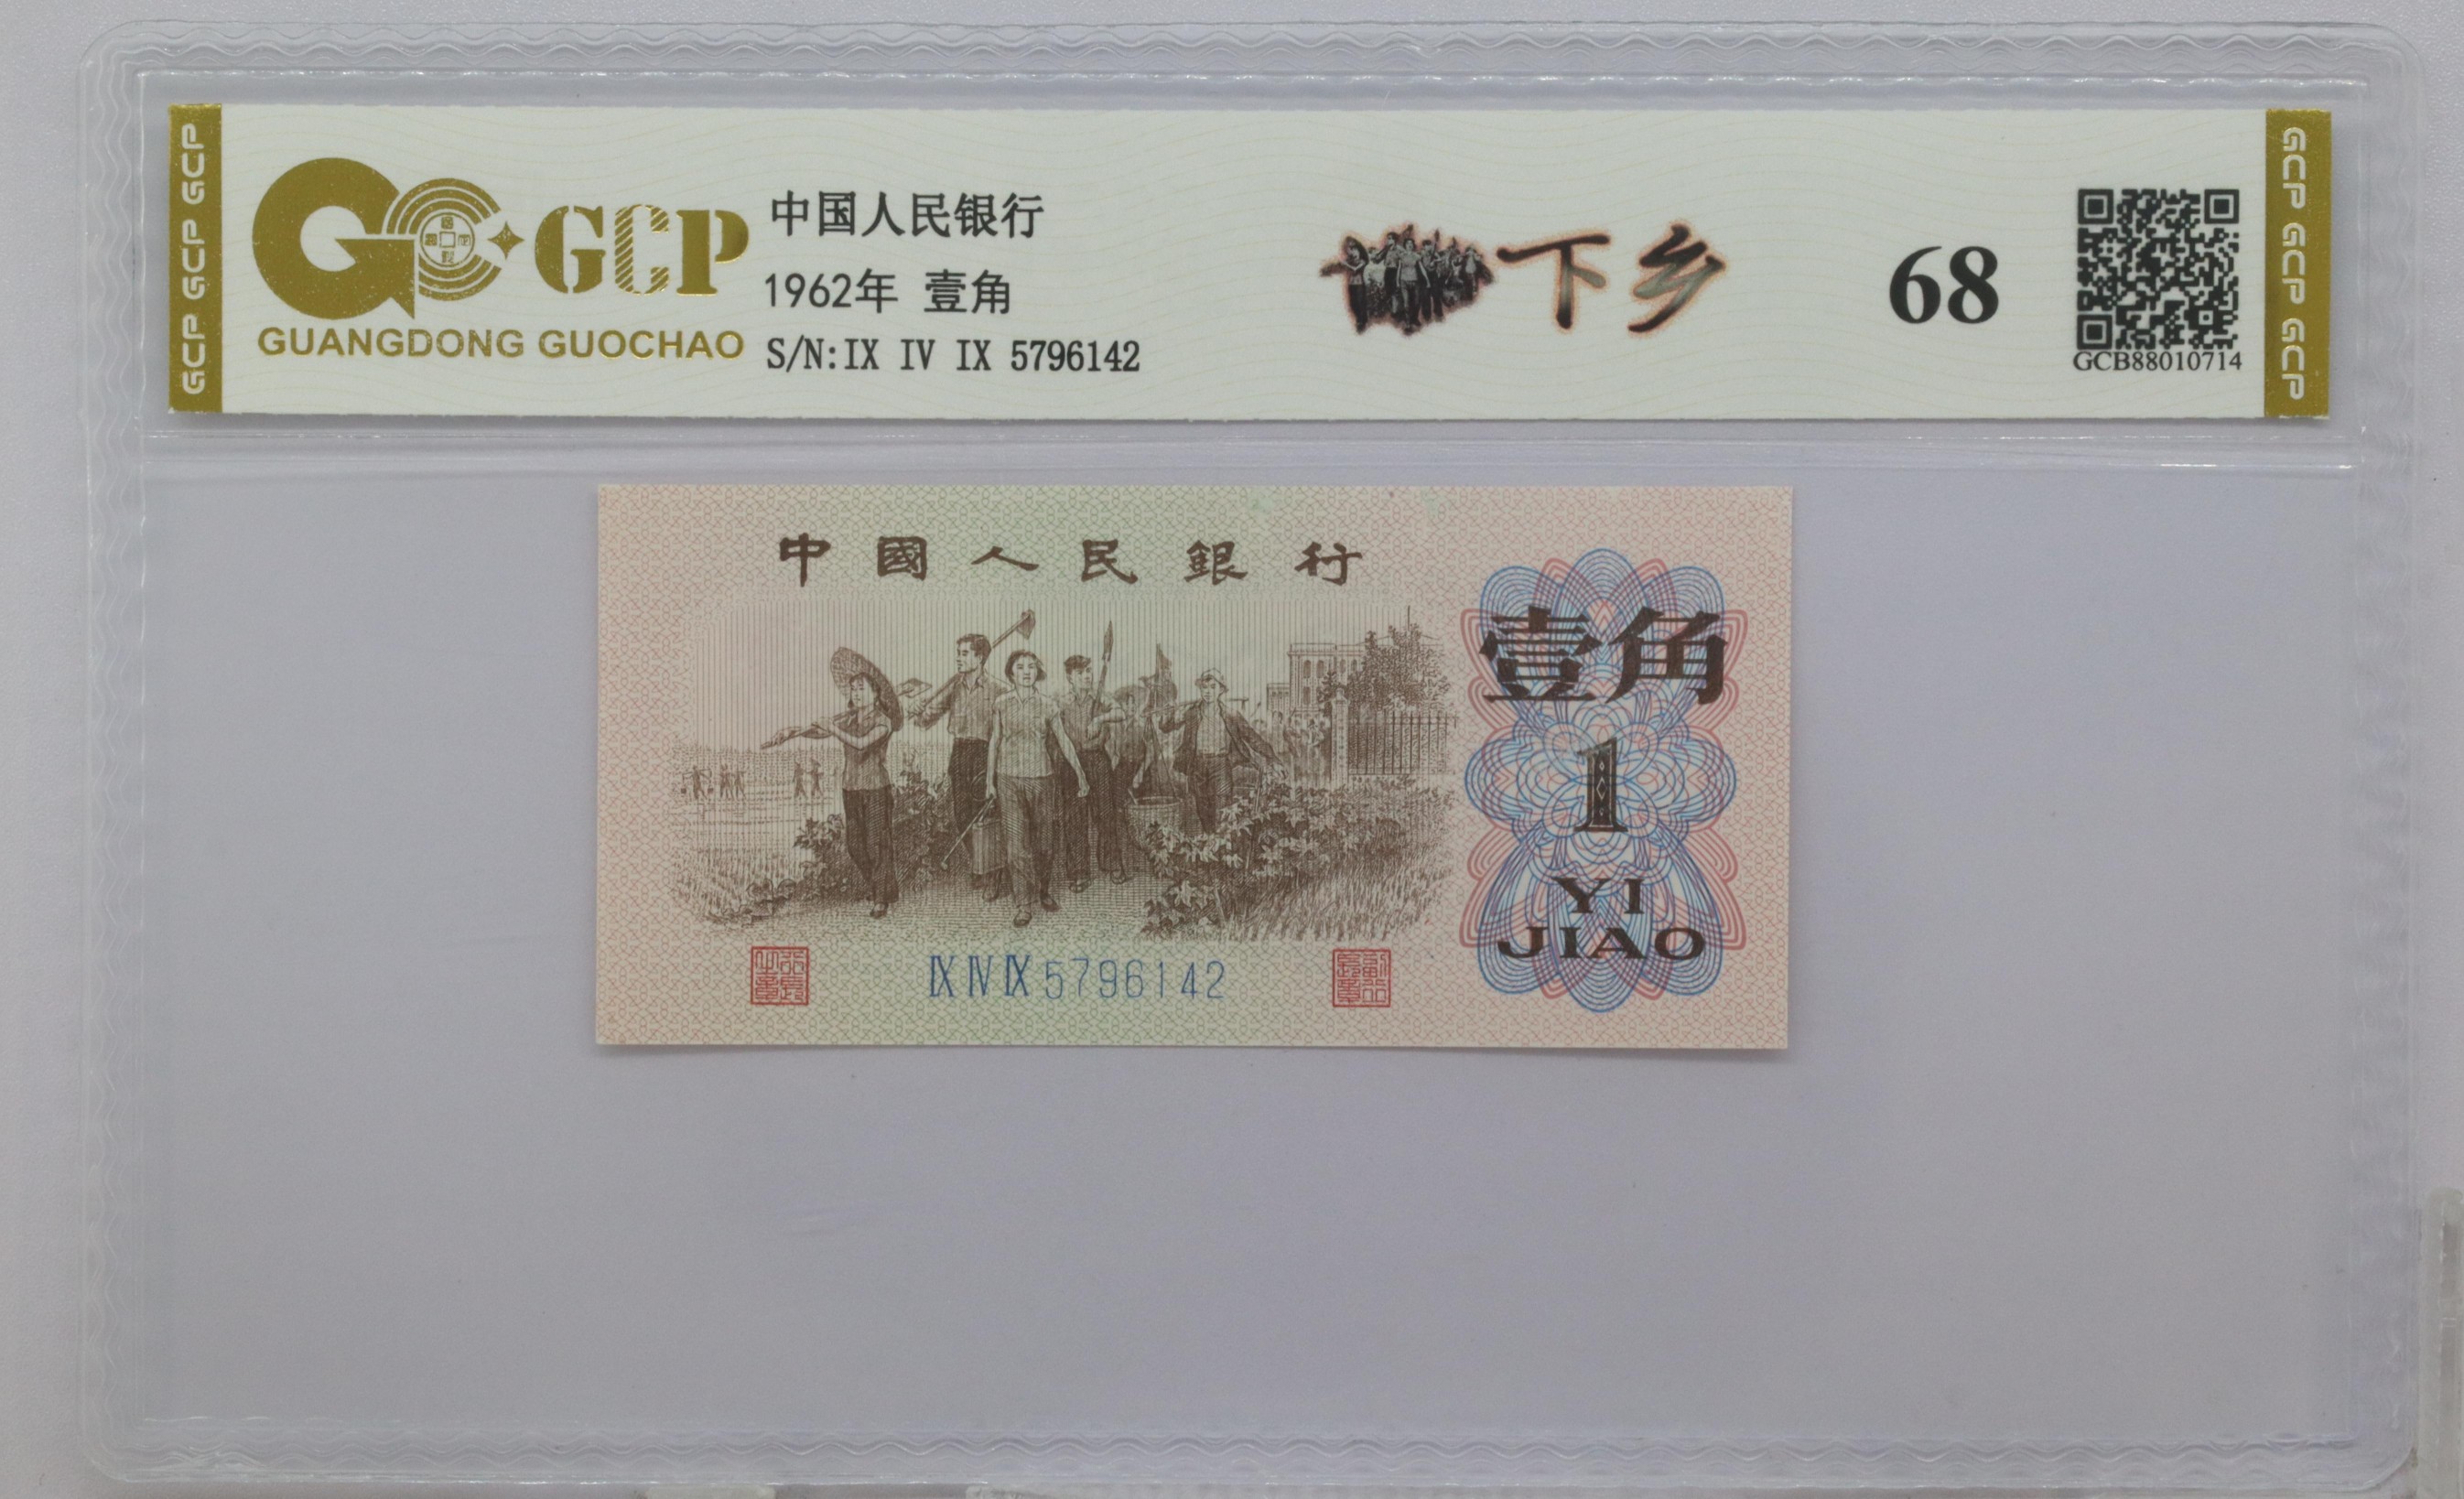 GCP GCP GCP
GCP
GUANGDONG GUOCHAO
中国人民银行
1962年 壹角
S/N:IX IV IX 5796142
下乡
68
GCB88010714
GCP GCP GCP
中國人民銀行
壹角
1
YI
JIAO
IX IV IX 5796142